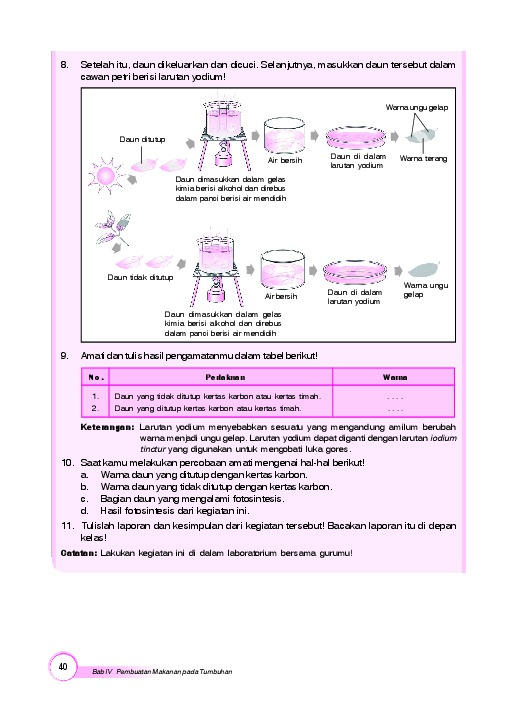 8. Setelah itu, daun dikeluarkan dan dicuci. Selanjutnya, masukkan daun tersebut dalam
cawan petri berisi larutan yodium!
Warna ungu gelap
Daun ditutup
Air bersih
Daun di dalam
larutan yodium
Warna terang
Daun dimasukkan dalam gelas
kimia berisi alkohol dan direbus
dalam panci berisi air mendidih
Daun tidak ditutup
Air bersih
Daun di dalam
larutan yodium
Warna ungu
gelap
Daun dimasukkan dalam gelas
kimia berisi alkohol dan direbus
dalam panci berisi air mendidih
9. Amati dan tulis hasil pengamatanmu dalam tabel berikut!
No. Perlakuan Warna
1. Daun yang tidak ditutup kertas karbon atau kertas timah. . . . .
2. Daun yang ditutup kertas karbon atau kertas timah. . . . .
Keterangan: Larutan yodium menyebabkan sesuatu yang mengandung amilum berubah
warna menjadi ungu gelap. Larutan yodium dapat diganti dengan larutan iodium
tinctur yang digunakan untuk mengobati luka gores.
10. Saat kamu melakukan percobaan amati mengenai hal-hal berikut!
a. Warna daun yang ditutup dengan kertas karbon.
b. Warna daun yang tidak ditutup dengan kertas karbon.
c. Bagian daun yang mengalami fotosintesis.
d. Hasil fotosintesis dari kegiatan ini.
11. Tulislah laporan dan kesimpulan dari kegiatan tersebut! Bacakan laporan itu di depan
kelas!
Catatan: Lakukan kegiatan ini di dalam laboratorium bersama gurumu!
40
Bab IV Pembuatan Makanan pada Tumbuhan